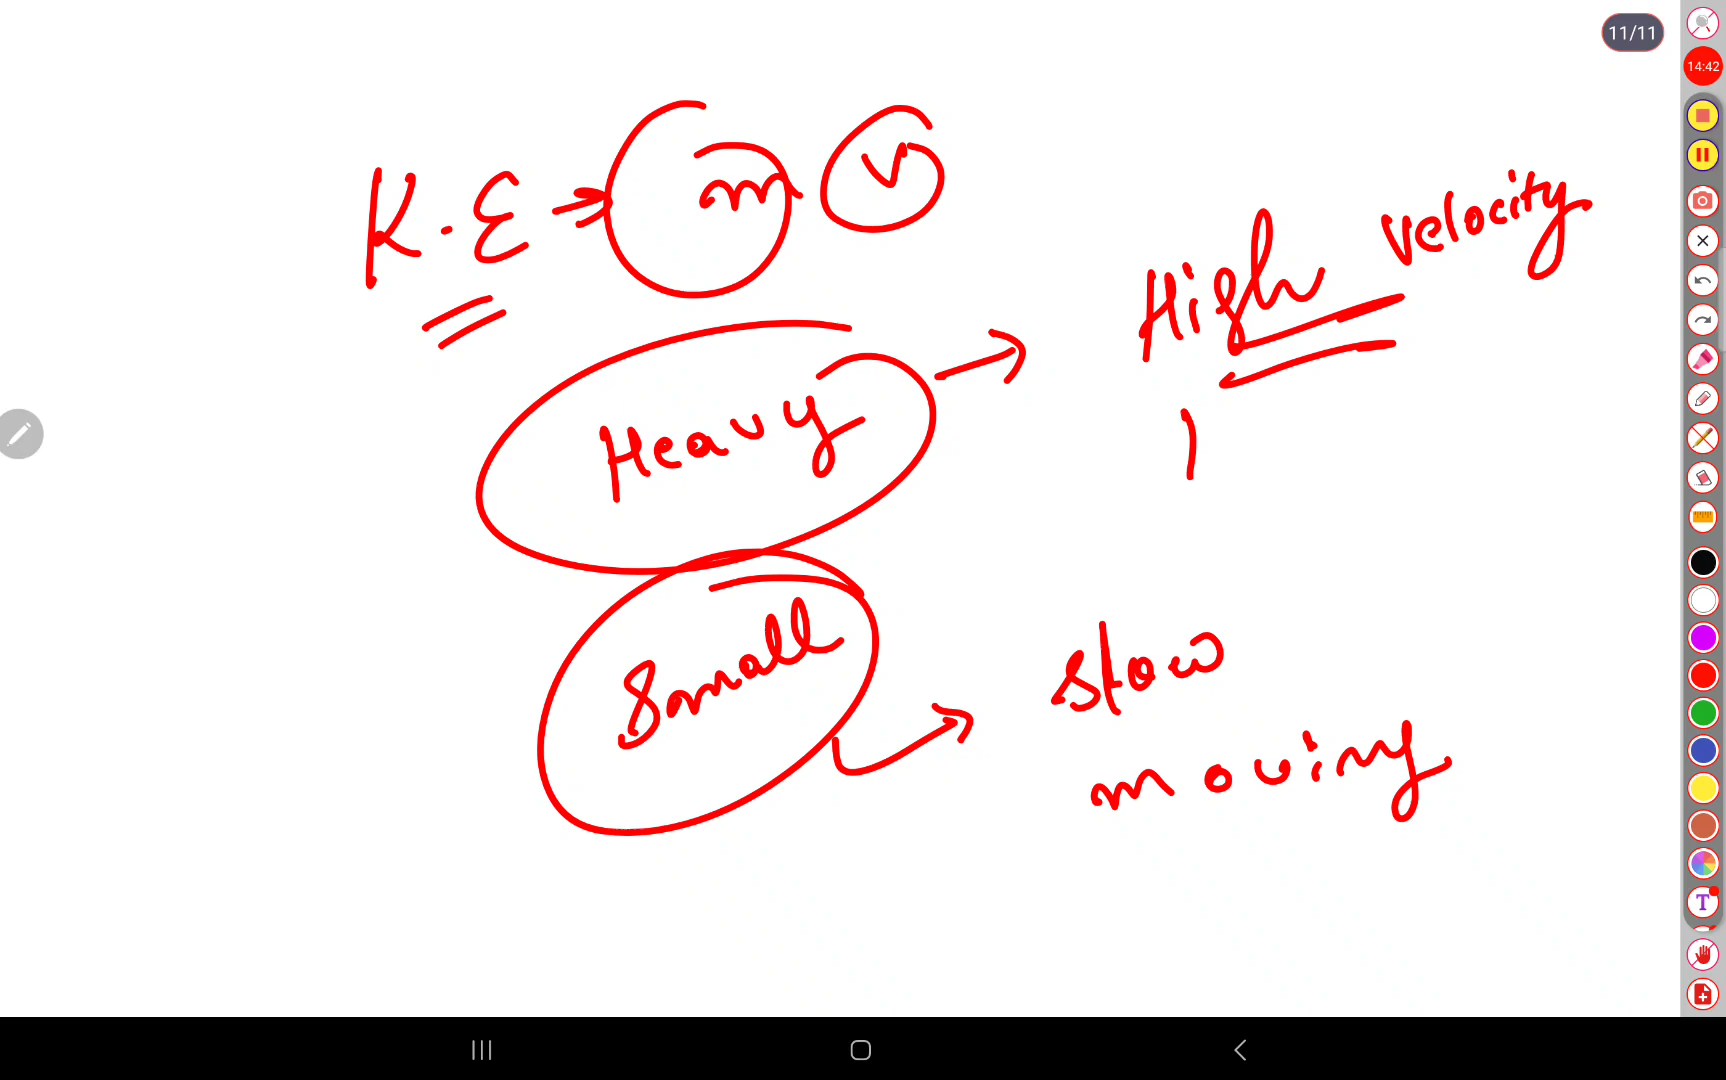 11/11
14:42
K.E → m v
High velocity
Heavy →
Small → slow
moving
T